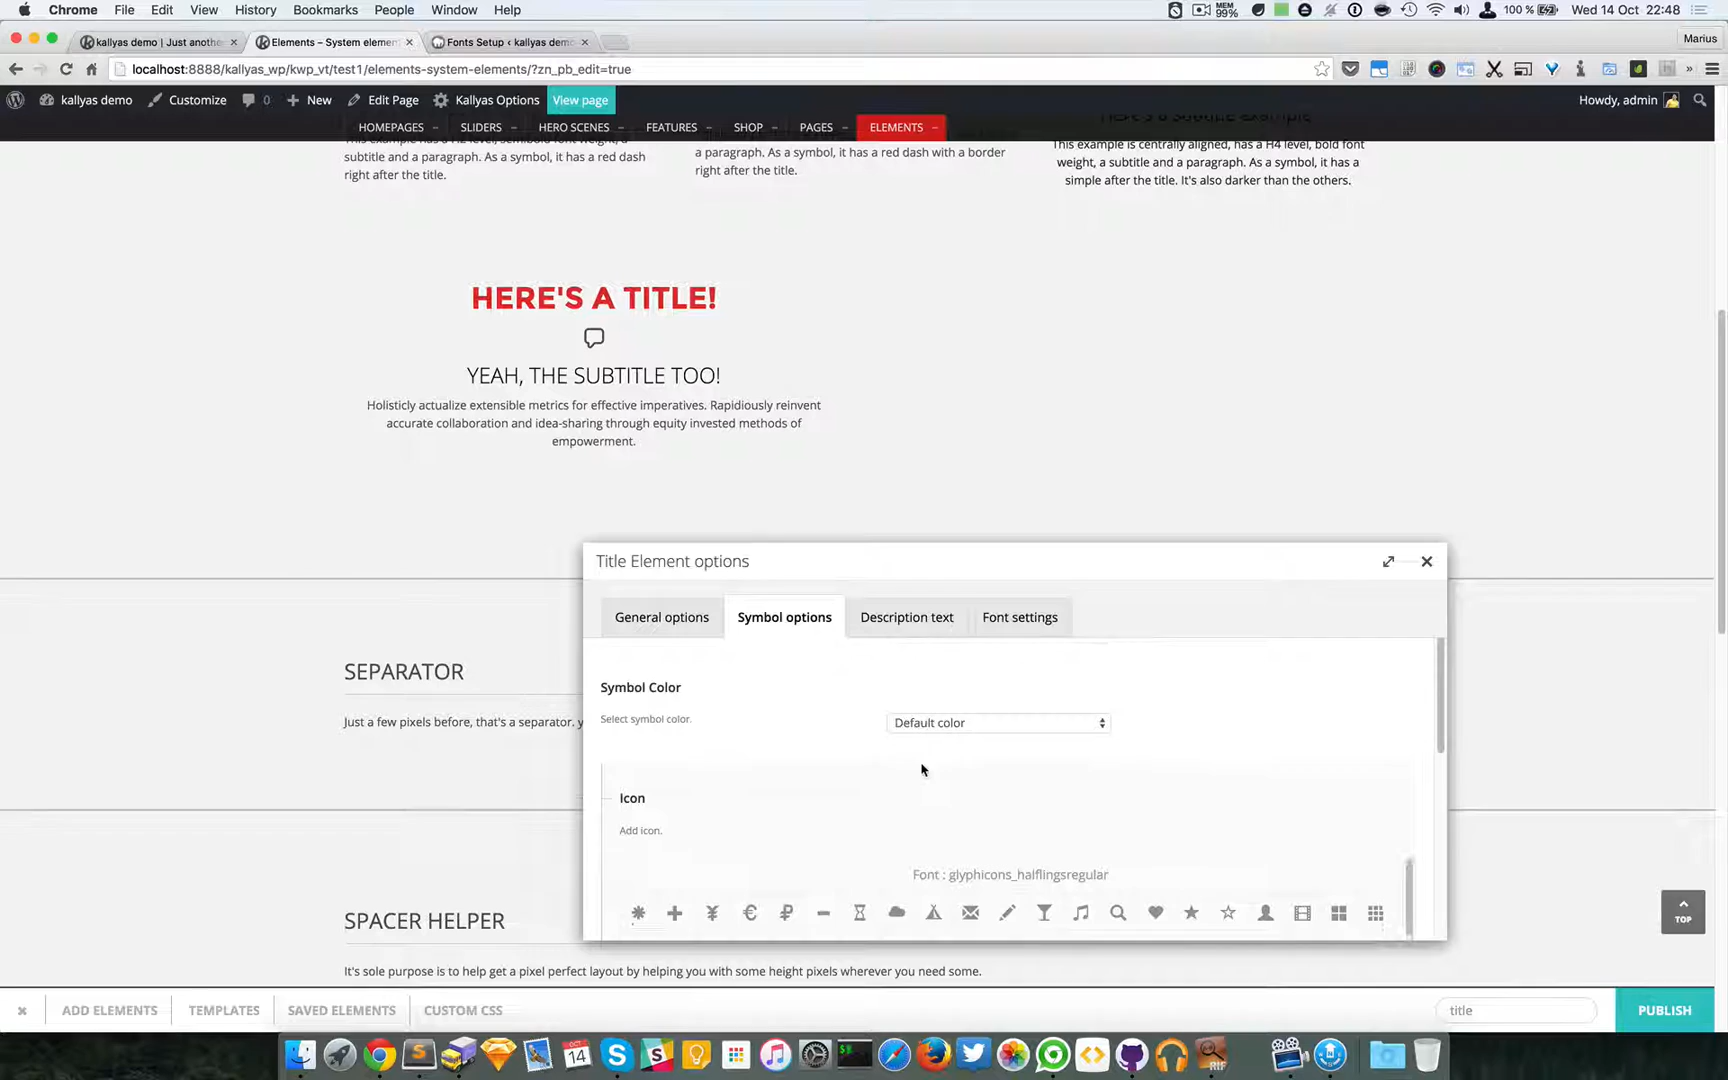 Chrome File Edit View History Bookmarks People Window Help MEM 99% 100 % Wed 14 Oct 22:48
kallyas demo | Just anothe Elements – System elemen Fonts Setup ‹ kallyas demo Marius
localhost:8888/kallyas_wp/kwp_vt/test1/elements-system-elements/?zn_pb_edit=true
kallyas demo Customize 0 New Edit Page Kallyas Options View page Howdy, admin
HOMEPAGES SLIDERS HERO SCENES FEATURES SHOP PAGES ELEMENTS
subtitle and a paragraph. As a symbol, it has a red dash
right after the title.
a paragraph. As a symbol, it has a red dash with a border
right after the title.
This example is centrally aligned, has a H4 level, bold font
weight, a subtitle and a paragraph. As a symbol, it has a
simple after the title. It's also darker than the others.
HERE'S A TITLE!
YEAH, THE SUBTITLE TOO!
Holisticly actualize extensible metrics for effective imperatives. Rapidiously reinvent
accurate collaboration and idea-sharing through equity invested methods of
empowerment.
Title Element options
General options Symbol options Description text Font settings
Symbol Color
Select symbol color.
Default color
Icon
Add icon.
Font : glyphicons_halflingsregular
SEPARATOR
Just a few pixels before, that's a separator. y
SPACER HELPER
It's sole purpose is to help get a pixel perfect layout by helping you with some height pixels wherever you need some.
TOP
ADD ELEMENTS TEMPLATES SAVED ELEMENTS CUSTOM CSS title PUBLISH